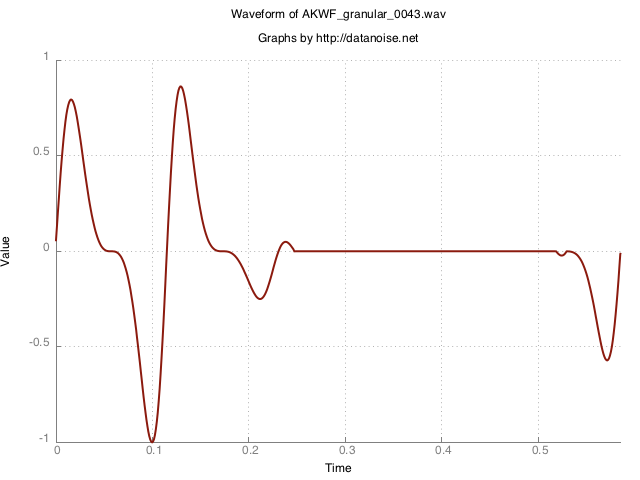 Waveform of AKWF_granular_0043.wav
Graphs by http://datanoise.net
1
0.5
0
-0.5
-1
Value
0 0.1 0.2 0.3 0.4 0.5
Time